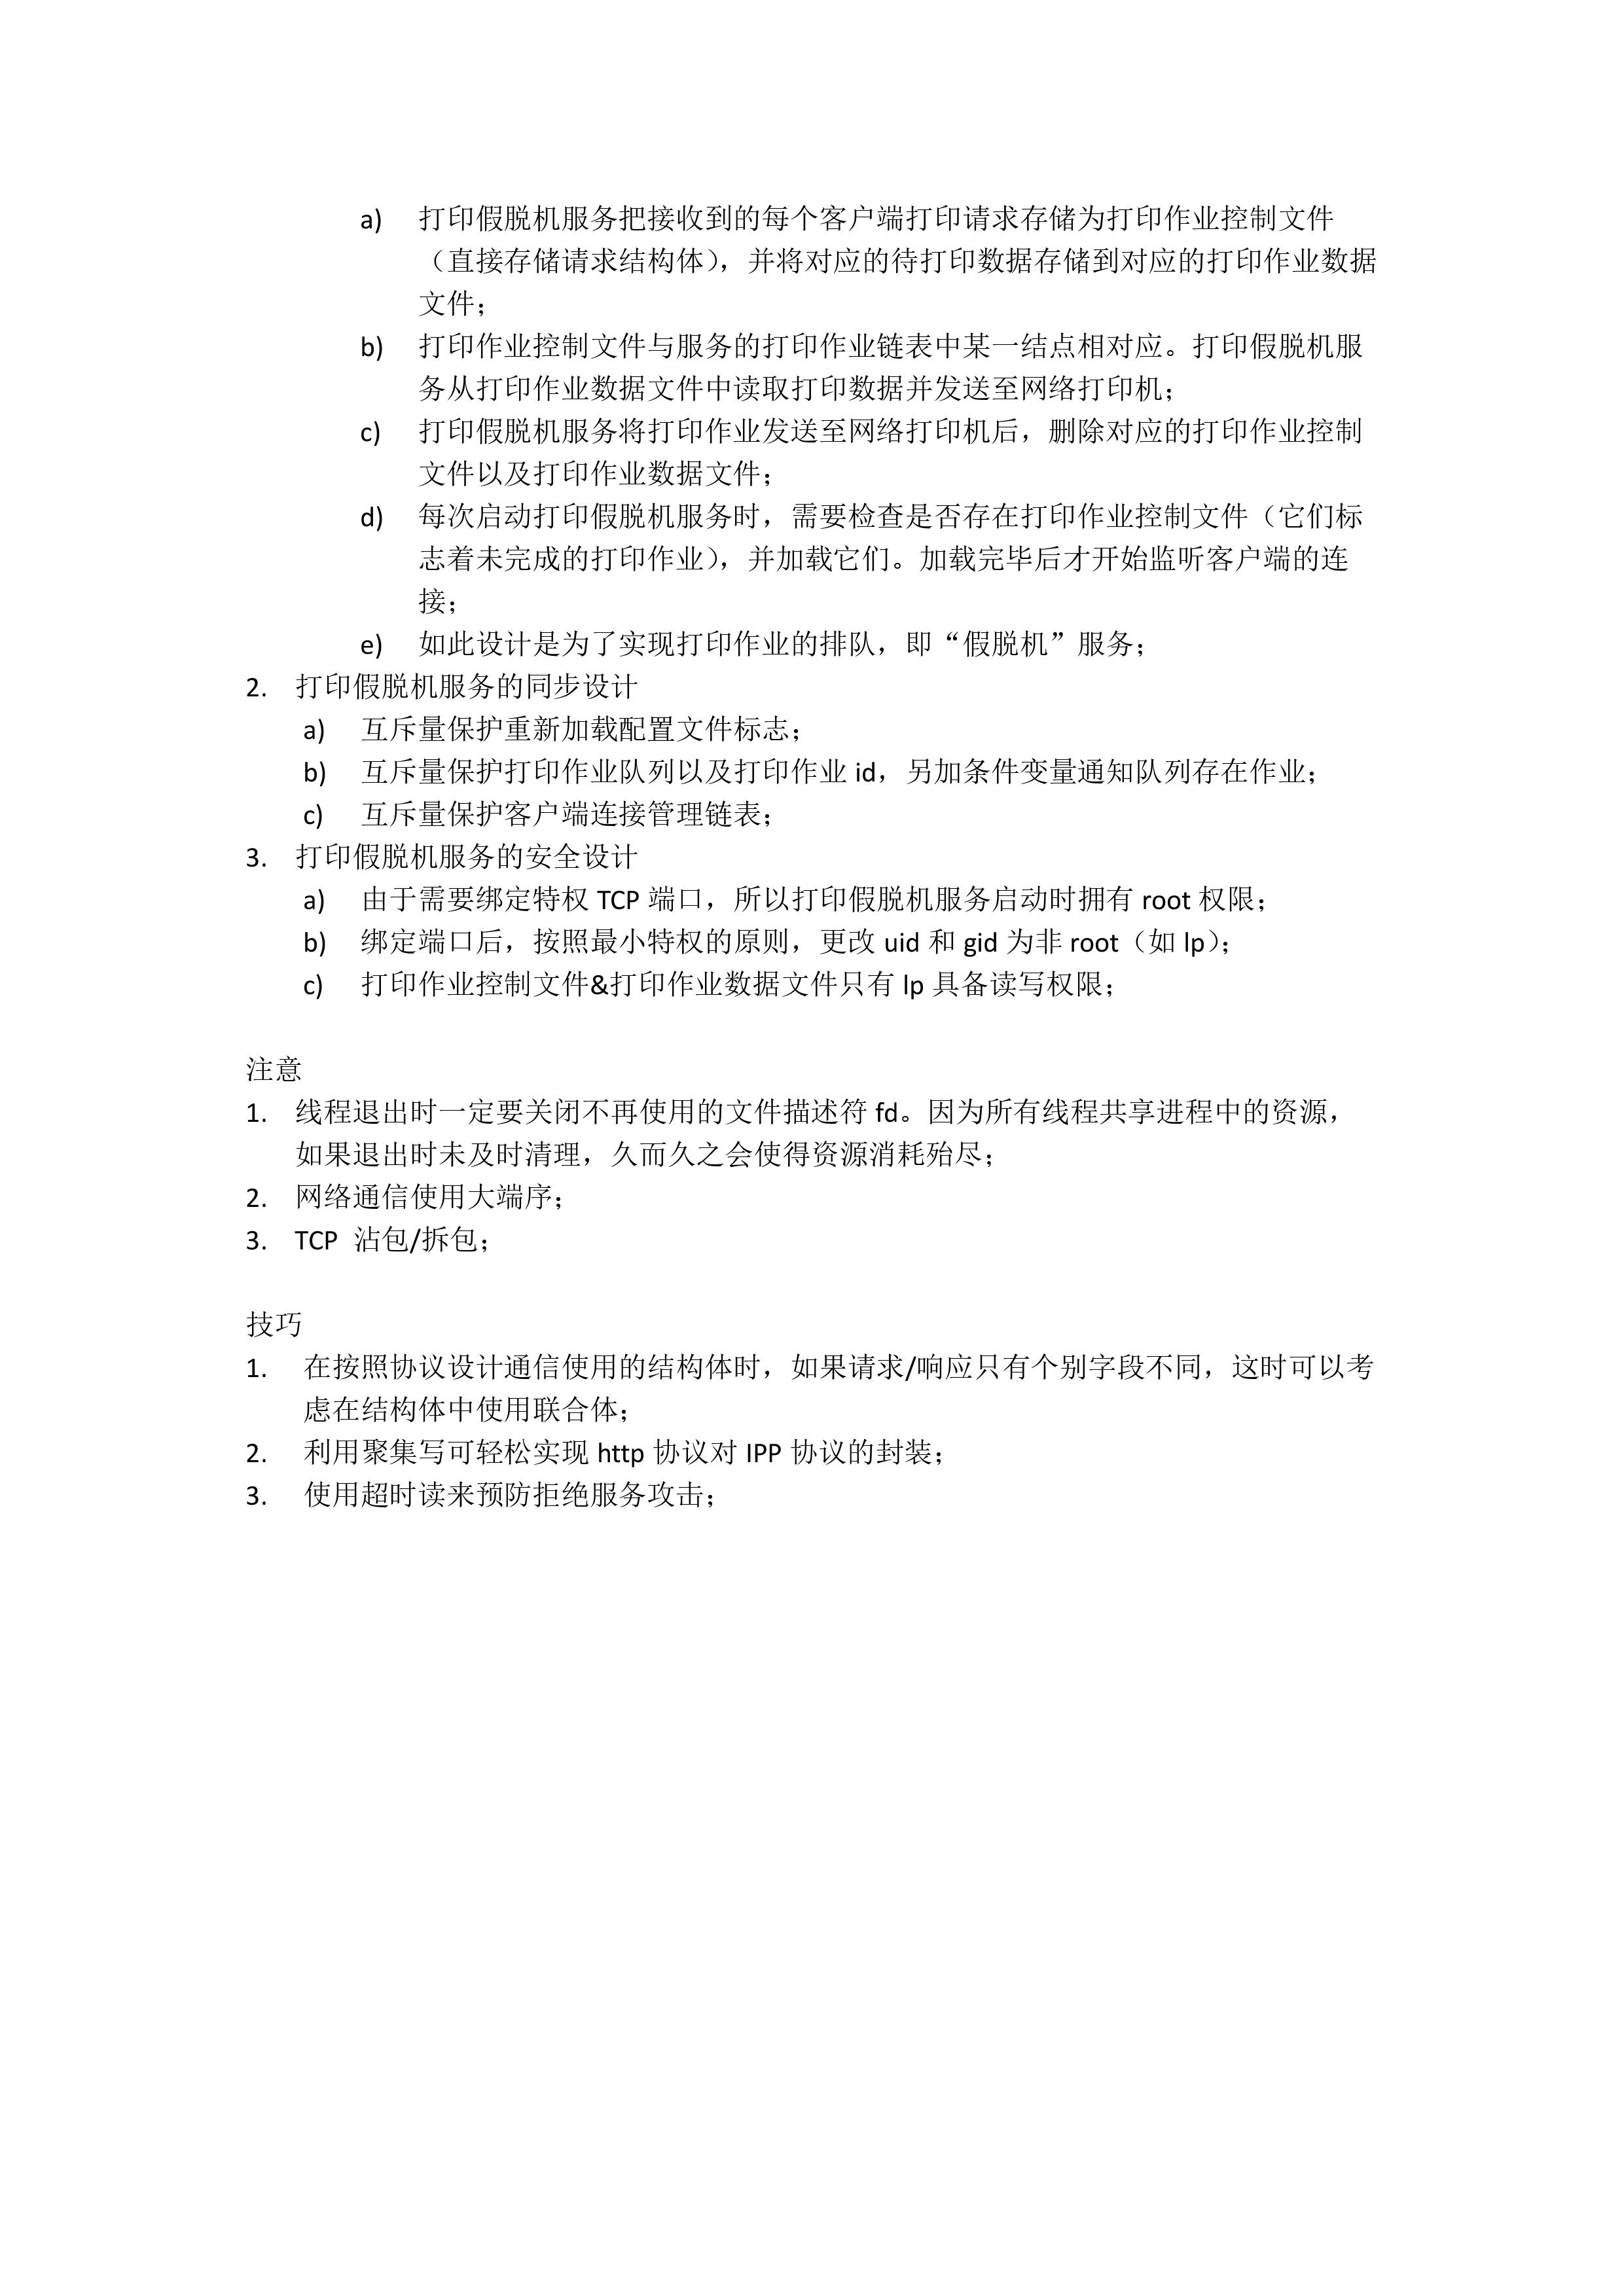 a) 打印假脱机服务把接收到的每个客户端打印请求存储为打印作业控制文件
（直接存储请求结构体），并将对应的待打印数据存储到对应的打印作业数据
文件；
b) 打印作业控制文件与服务的打印作业链表中某一结点相对应。打印假脱机服
务从打印作业数据文件中读取打印数据并发送至网络打印机；
c) 打印假脱机服务将打印作业发送至网络打印机后，删除对应的打印作业控制
文件以及打印作业数据文件；
d) 每次启动打印假脱机服务时，需要检查是否存在打印作业控制文件（它们标
志着未完成的打印作业），并加载它们。加载完毕后才开始监听客户端的连
接；
e) 如此设计是为了实现打印作业的排队，即“假脱机”服务；
2. 打印假脱机服务的同步设计
a) 互斥量保护重新加载配置文件标志；
b) 互斥量保护打印作业队列以及打印作业 id，另加条件变量通知队列存在作业；
c) 互斥量保护客户端连接管理链表；
3. 打印假脱机服务的安全设计
a) 由于需要绑定特权 TCP 端口，所以打印假脱机服务启动时拥有 root 权限；
b) 绑定端口后，按照最小特权的原则，更改 uid 和 gid 为非 root（如 lp）；
c) 打印作业控制文件&打印作业数据文件只有 lp 具备读写权限；
注意
1. 线程退出时一定要关闭不再使用的文件描述符 fd。因为所有线程共享进程中的资源，
如果退出时未及时清理，久而久之会使得资源消耗殆尽；
2. 网络通信使用大端序；
3. TCP 沾包/拆包；
技巧
1. 在按照协议设计通信使用的结构体时，如果请求/响应只有个别字段不同，这时可以考
虑在结构体中使用联合体；
2. 利用聚集写可轻松实现 http 协议对 IPP 协议的封装；
3. 使用超时读来预防拒绝服务攻击；